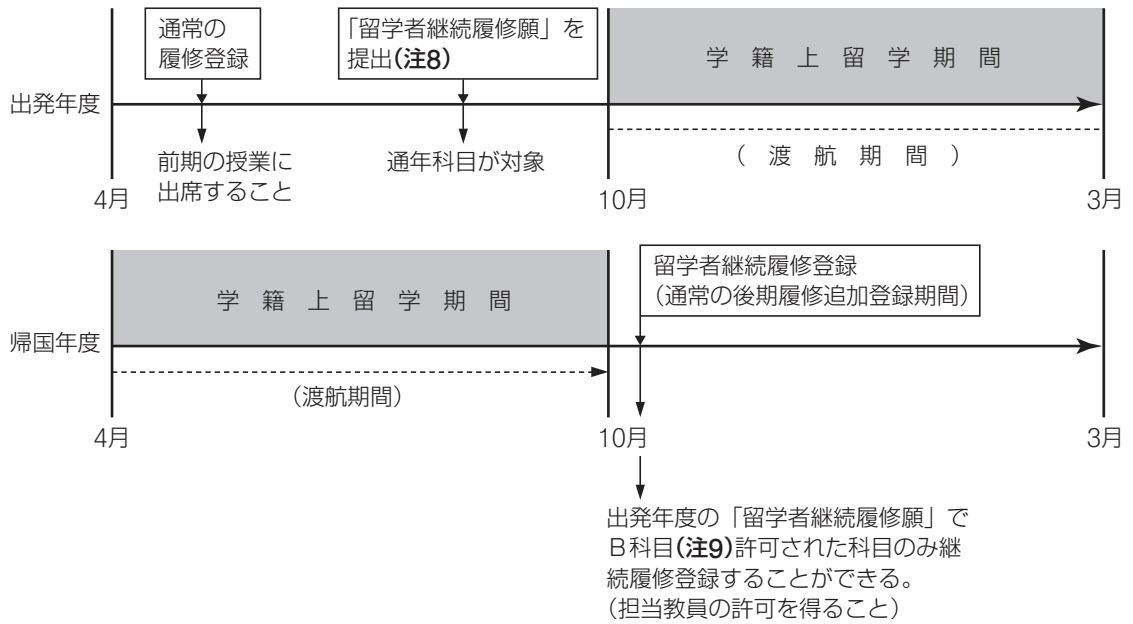 通常の
履修登録
「留学者継続履修願」を
提出(注8)
学籍上留学期間
出発年度
前期の授業に
出席すること
通年科目が対象
(渡航期間)
4月
10月
3月
学籍上留学期間
留学者継続履修登録
(通常の後期履修追加登録期間)
帰国年度
(渡航期間)
4月
10月
3月
出発年度の「留学者継続履修願」で
B科目(注9)許可された科目のみ継
続履修登録することができる。
(担当教員の許可を得ること)